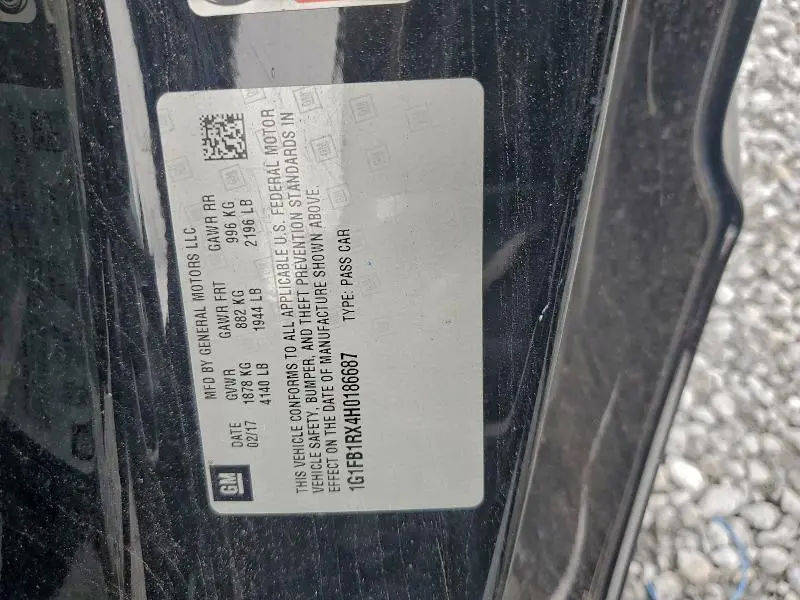 MFD BY GENERAL MOTORS LLC
DATE GVWR GAWR FRT GAWR RR
02/17 1878 KG 882 KG 996 KG
4140 LB 1944 LB 2196 LB
GM
THIS VEHICLE CONFORMS TO ALL APPLICABLE U.S. FEDERAL MOTOR
VEHICLE SAFETY, BUMPER, AND THEFT PREVENTION STANDARDS IN
EFFECT ON THE DATE OF MANUFACTURE SHOWN ABOVE.
1G1FB1RX4H0186687 TYPE: PASS CAR